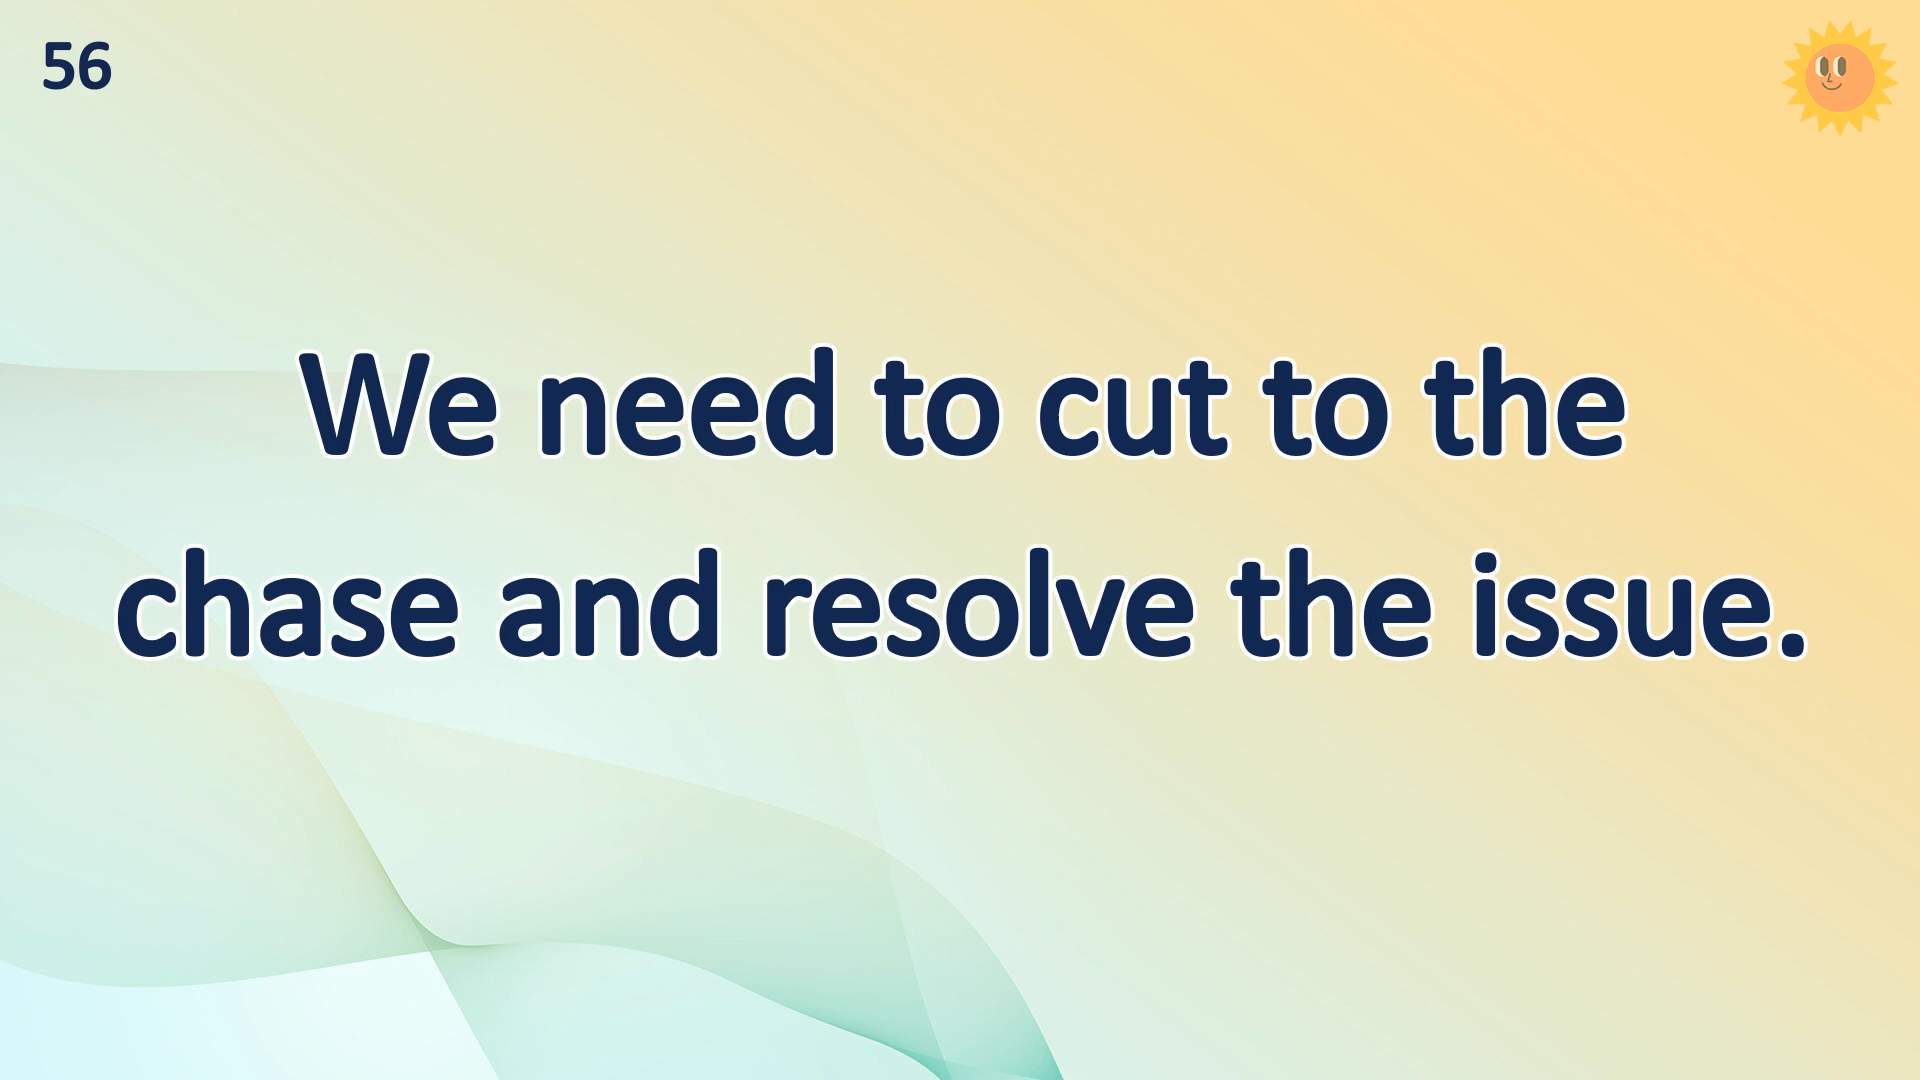 56
We need to cut to the
chase and resolve the issue.